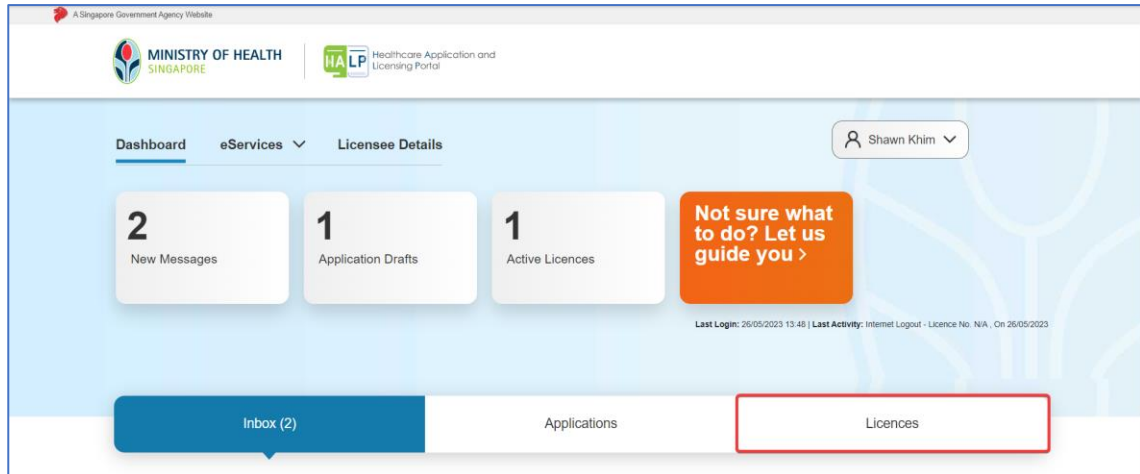 A Singapore Government Agency Website
MINISTRY OF HEALTH
SINGAPORE
HALP
Healthcare Application and
Licensing Portal
Dashboard
eServices
Licensee Details
Shawn Khim
2
New Messages
1
Application Drafts
1
Active Licences
Not sure what
to do? Let us
guide you >
Last Login: 26/05/2023 13:48 | Last Activity: Internet Logout - Licence No. N/A , On 26/05/2023
Inbox (2)
Applications
Licences